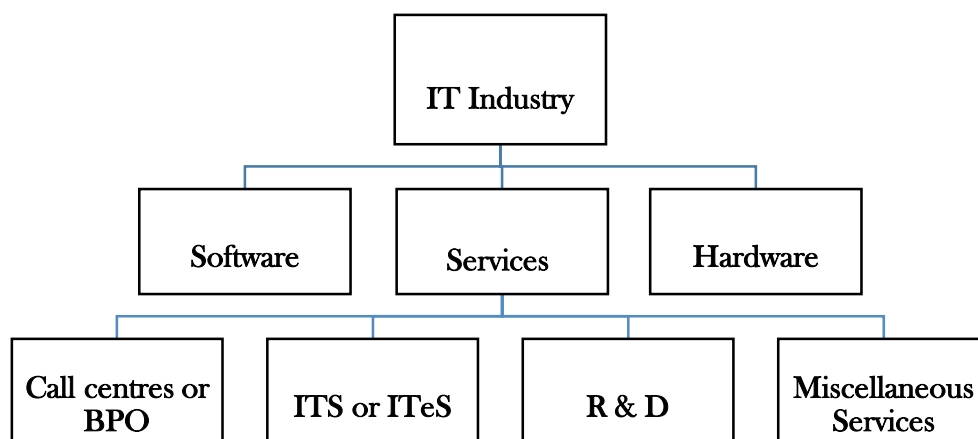 IT Industry
Software
Services
Hardware
Call centres or
BPO
ITS or ITeS
R & D
Miscellaneous
Services